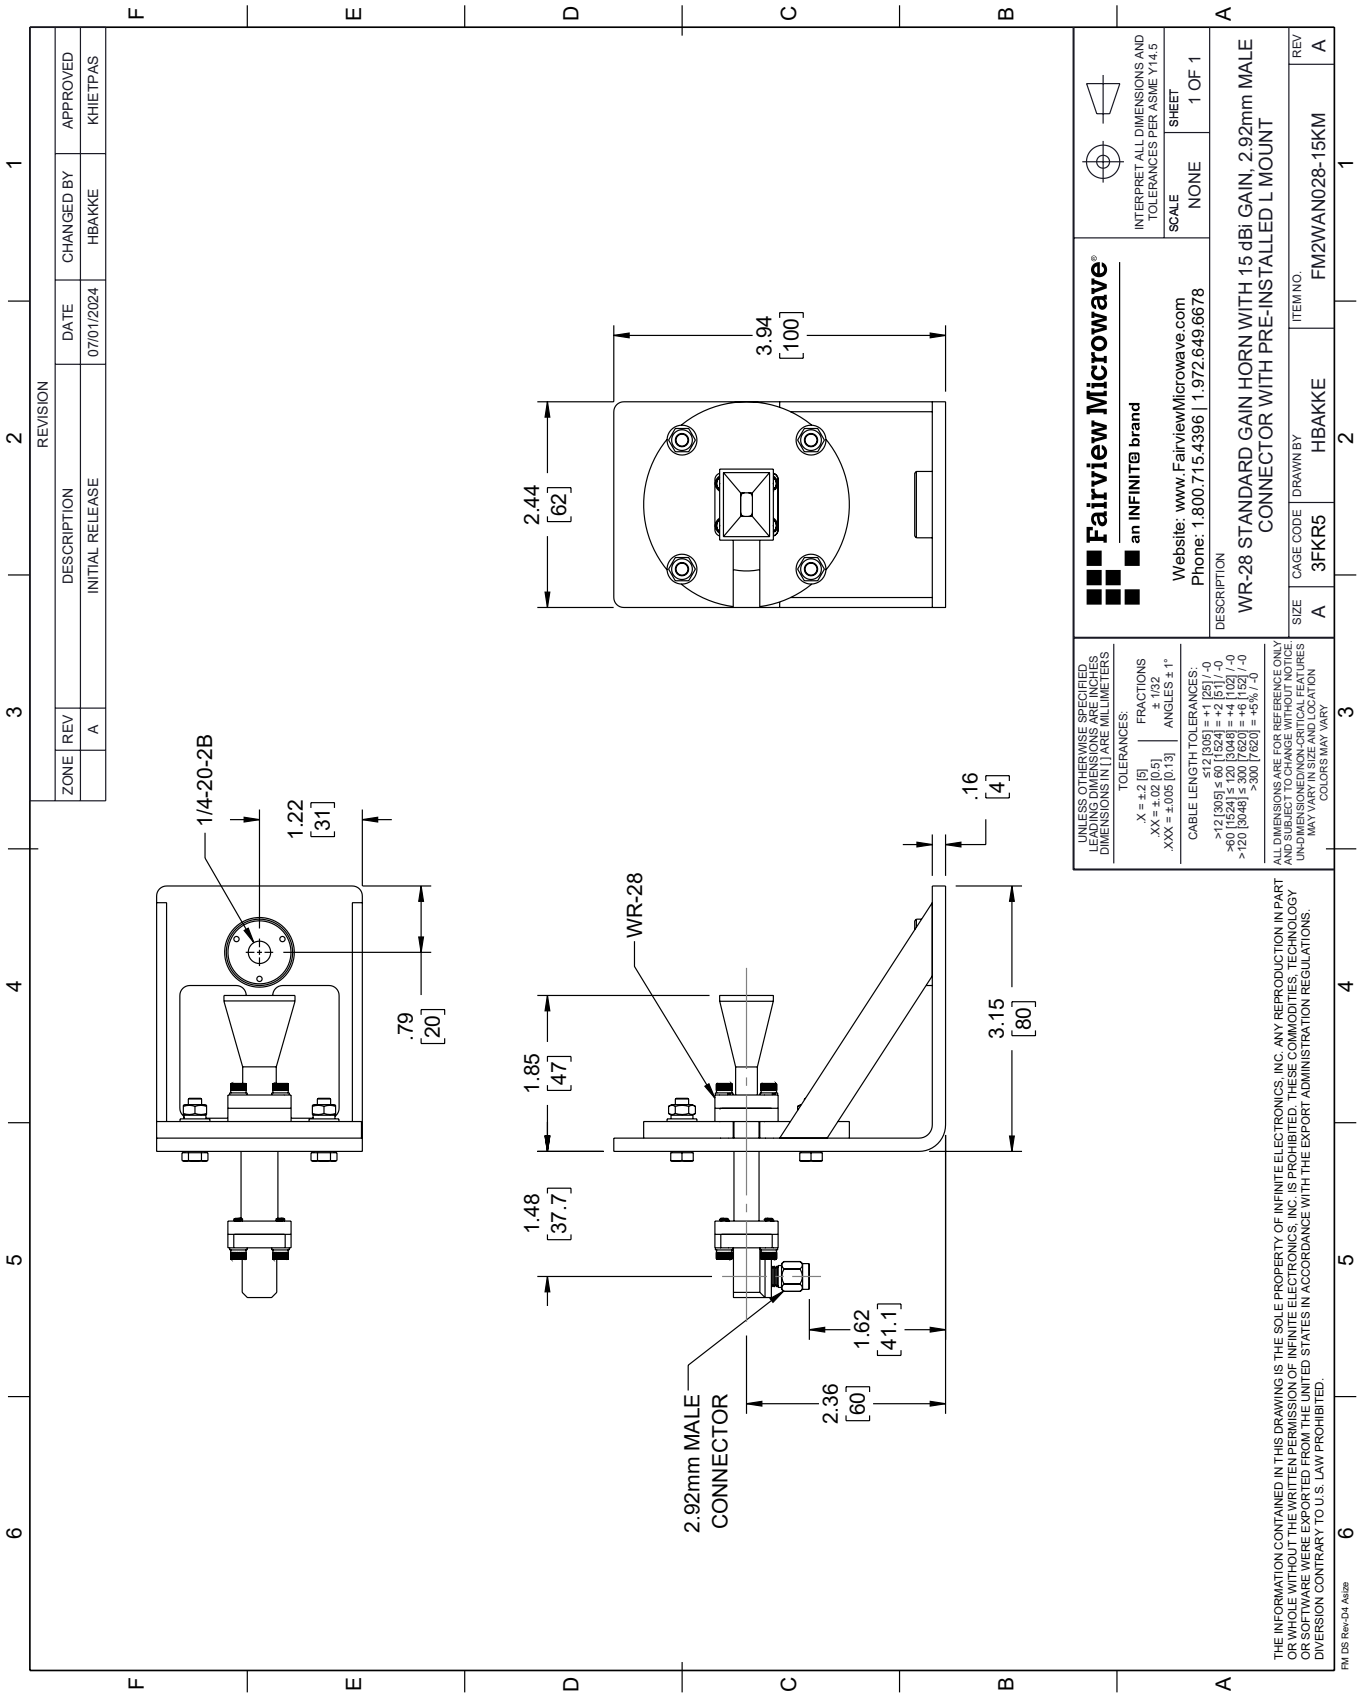 6
5
4
3
2
1
F
E
D
C
B
A
REVISION
ZONE REV DESCRIPTION DATE CHANGED BY APPROVED
A INITIAL RELEASE 07/01/2024 HBAKKE KHIETPAS
1/4-20-2B
1.22
[31]
.79
[20]
2.44
[62]
3.94
[100]
1.48
[37.7]
1.85
[47]
WR-28
.16
[4]
2.92mm MALE
CONNECTOR
1.62
[41.1]
2.36
[60]
3.15
[80]
UNLESS OTHERWISE SPECIFIED
LEADING DIMENSIONS ARE INCHES
DIMENSIONS IN [ ] ARE MILLIMETERS
TOLERANCES:
.X = ±.2 [5]
.XX = ±.02 [0.5]
.XXX = ±.005 [0.13]
FRACTIONS
± 1/32
ANGLES ± 1°
CABLE LENGTH TOLERANCES:
≤12 [305] = +1 [25] / -0
>12 [305] ≤ 60 [1524] = +2 [51] / -0
>60 [1524] ≤ 120 [3048] = +4 [102] / -0
>120 [3048] ≤ 300 [7620] = +6 [152] / -0
>300 [7620] = +5% / -0
ALL DIMENSIONS ARE FOR REFERENCE ONLY
AND SUBJECT TO CHANGE WITHOUT NOTICE.
UN-DIMENSIONED/NON-CRITICAL FEATURES
MAY VARY IN SIZE AND LOCATION
COLORS MAY VARY
Fairview Microwave®
an INFINIT@ brand
Website: www.FairviewMicrowave.com
Phone: 1.800.715.4396 | 1.972.649.6678
INTERPRET ALL DIMENSIONS AND
TOLERANCES PER ASME Y14.5
SCALE
NONE
SHEET
1 OF 1
DESCRIPTION
WR-28 STANDARD GAIN HORN WITH 15 dBi GAIN, 2.92mm MALE
CONNECTOR WITH PRE-INSTALLED L MOUNT
SIZE
A
CAGE CODE
3FKR5
DRAWN BY
HBAKKE
ITEM NO.
FM2WAN028-15KM
REV
A
THE INFORMATION CONTAINED IN THIS DRAWING IS THE SOLE PROPERTY OF INFINITE ELECTRONICS, INC. ANY REPRODUCTION IN PART
OR WHOLE WITHOUT THE WRITTEN PERMISSION OF INFINITE ELECTRONICS, INC. IS PROHIBITED. THESE COMMODITIES, TECHNOLOGY
OR SOFTWARE WERE EXPORTED FROM THE UNITED STATES IN ACCORDANCE WITH THE EXPORT ADMINISTRATION REGULATIONS.
DIVERSION CONTRARY TO U.S. LAW PROHIBITED.
F
E
D
C
B
A
6
5
4
3
2
1
FM DS Rev-D4 Asize